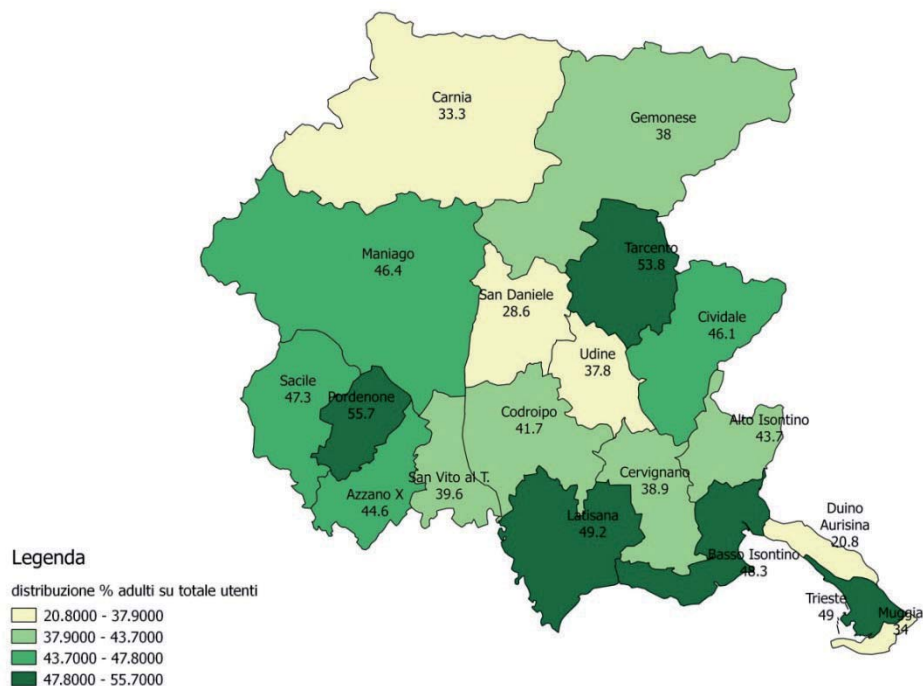 Carnia
33.3
Gemonese
38
Tarcento
53.8
Maniago
46.4
San Daniele
28.6
Cividale
46.1
Udine
37.8
Sacile
47.3
Pordenone
55.7
Codroipo
41.7
Alto Isontino
43.7
San Vito al T.
39.6
Cervignano
38.9
Azzano X
44.6
Latisana
49.2
Duino
Aurisina
20.8
Basso Isontino
48.3
Trieste
49
Muggia
34
Legenda
distribuzione % adulti su totale utenti
20.8000 - 37.9000
37.9000 - 43.7000
43.7000 - 47.8000
47.8000 - 55.7000